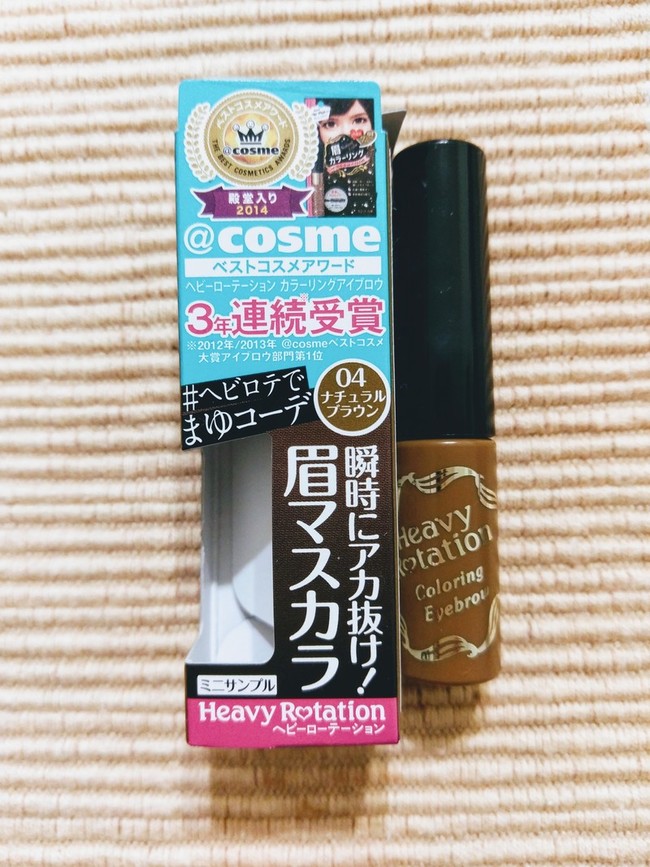 ベストコスメアワード
@cosme
THE BEST COSMETICS AWARDS
殿堂入り
2014
眉
カラーリング
@cosme
ベストコスメアワード
ヘビーローテーション カラーリングアイブロウ
3年連続受賞
※2012年/2013年 @cosmeベストコスメ
大賞アイブロウ部門第1位
#ヘビロテで
まゆコーデ
04
ナチュラル
ブラウン
瞬時にアカ抜け!
眉マスカラ
ミニサンプル
Heavy Rotation
ヘビーローテーション
Heavy
Rotation
Coloring
Eyebrow